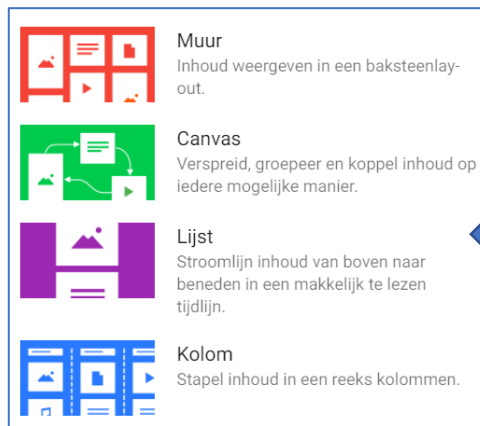 Muur
Inhoud weergeven in een baksteenlay-
out.
Canvas
Verspreid, groepeer en koppel inhoud op
iedere mogelijke manier.
Lijst
Stroomlijn inhoud van boven naar
beneden in een makkelijk te lezen
tijdlijn.
Kolom
Stapel inhoud in een reeks kolommen.